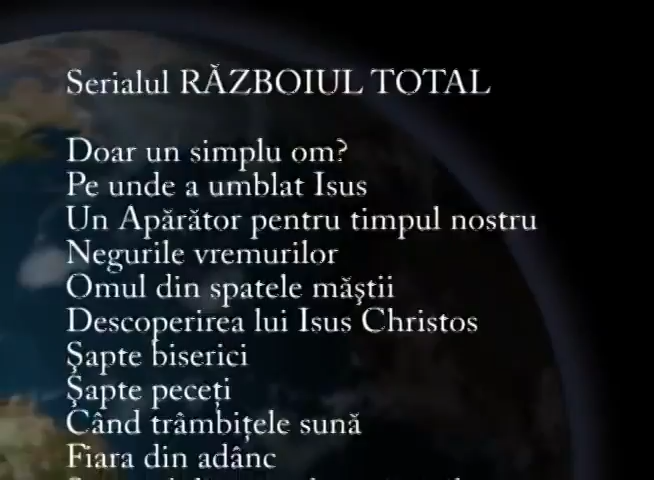 Serialul RĂZBOIUL TOTAL
Doar un simplu om?
Pe unde a umblat Isus
Un Apărător pentru timpul nostru
Negurile vremurilor
Omul din spatele măştii
Descoperirea lui Isus Christos
Şapte biserici
Şapte peceţi
Când trâmbiţele sună
Fiara din adânc